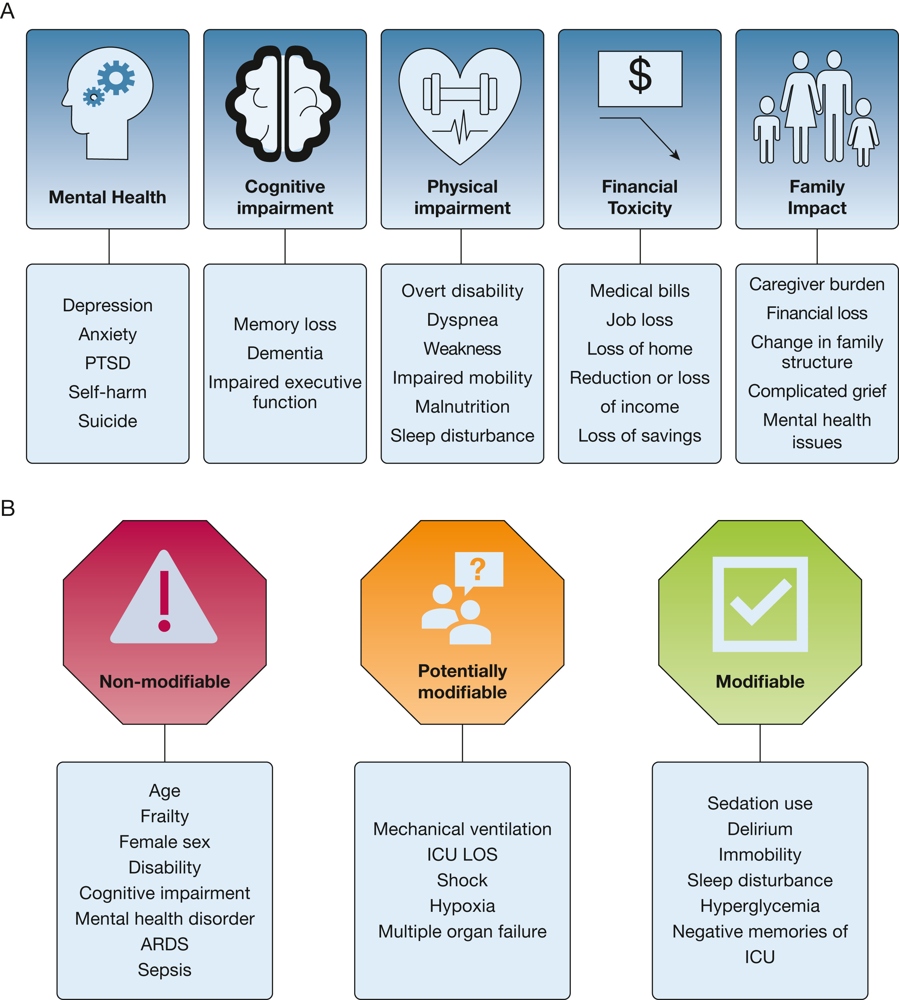 A
Mental Health
Cognitive
impairment
Physical
impairment
$
Financial
Toxicity
Family
Impact
Depression
Anxiety
PTSD
Self-harm
Suicide
Memory loss
Dementia
Impaired executive
function
Overt disability
Dyspnea
Weakness
Impaired mobility
Malnutrition
Sleep disturbance
Medical bills
Job loss
Loss of home
Reduction or loss
of income
Loss of savings
Caregiver burden
Financial loss
Change in family
structure
Complicated grief
Mental health
issues
B
!
Non-modifiable
?
Potentially
modifiable
Modifiable
Age
Frailty
Female sex
Disability
Cognitive impairment
Mental health disorder
ARDS
Sepsis
Mechanical ventilation
ICU LOS
Shock
Hypoxia
Multiple organ failure
Sedation use
Delirium
Immobility
Sleep disturbance
Hyperglycemia
Negative memories of
ICU